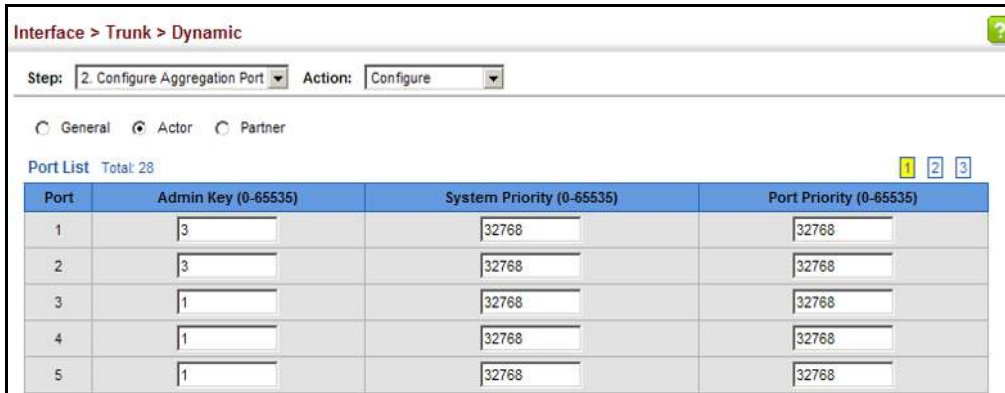 Interface > Trunk > Dynamic
?
Step: 2. Configure Aggregation Port Action: Configure
General Actor Partner
Port List Total: 28 1 2 3
Port Admin Key (0-65535) System Priority (0-65535) Port Priority (0-65535)
1 3 32768 32768
2 3 32768 32768
3 1 32768 32768
4 1 32768 32768
5 1 32768 32768